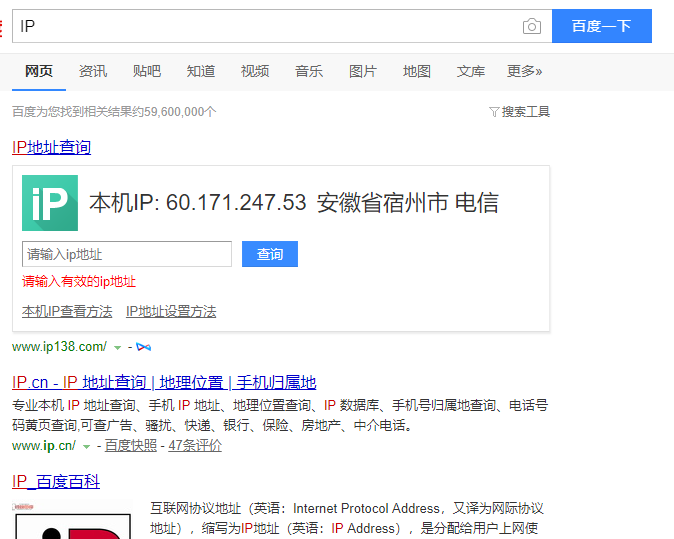 IP
百度一下
网页 资讯 贴吧 知道 视频 音乐 图片 地图 文库 更多»
百度为您找到相关结果约59,600,000个
搜索工具
IP地址查询
iP 本机IP: 60.171.247.53 安徽省宿州市 电信
请输入ip地址
查询
请输入有效的ip地址
本机IP查看方法 IP地址设置方法
www.ip138.com/ -
IP.cn - IP 地址查询 | 地理位置 | 手机归属地
专业本机 IP 地址查询、手机 IP 地址、地理位置查询、IP 数据库、手机号归属地查询、电话号
码黄页查询,可查广告、骚扰、快递、银行、保险、房地产、中介电话。
www.ip.cn/ - 百度快照 - 47条评价
IP_百度百科
互联网协议地址（英语：Internet Protocol Address，又译为网际协议
地址），缩写为IP地址（英语：IP Address），是分配给用户上网使